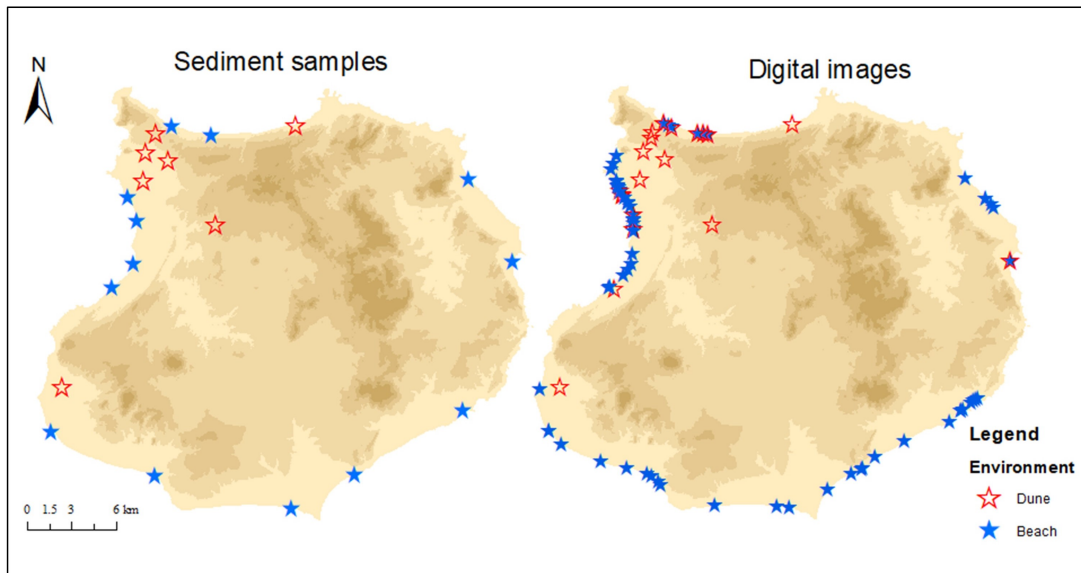 Sediment samples
Digital images
N
Legend
Environment
Dune
Beach
0 1.5 3 6 km